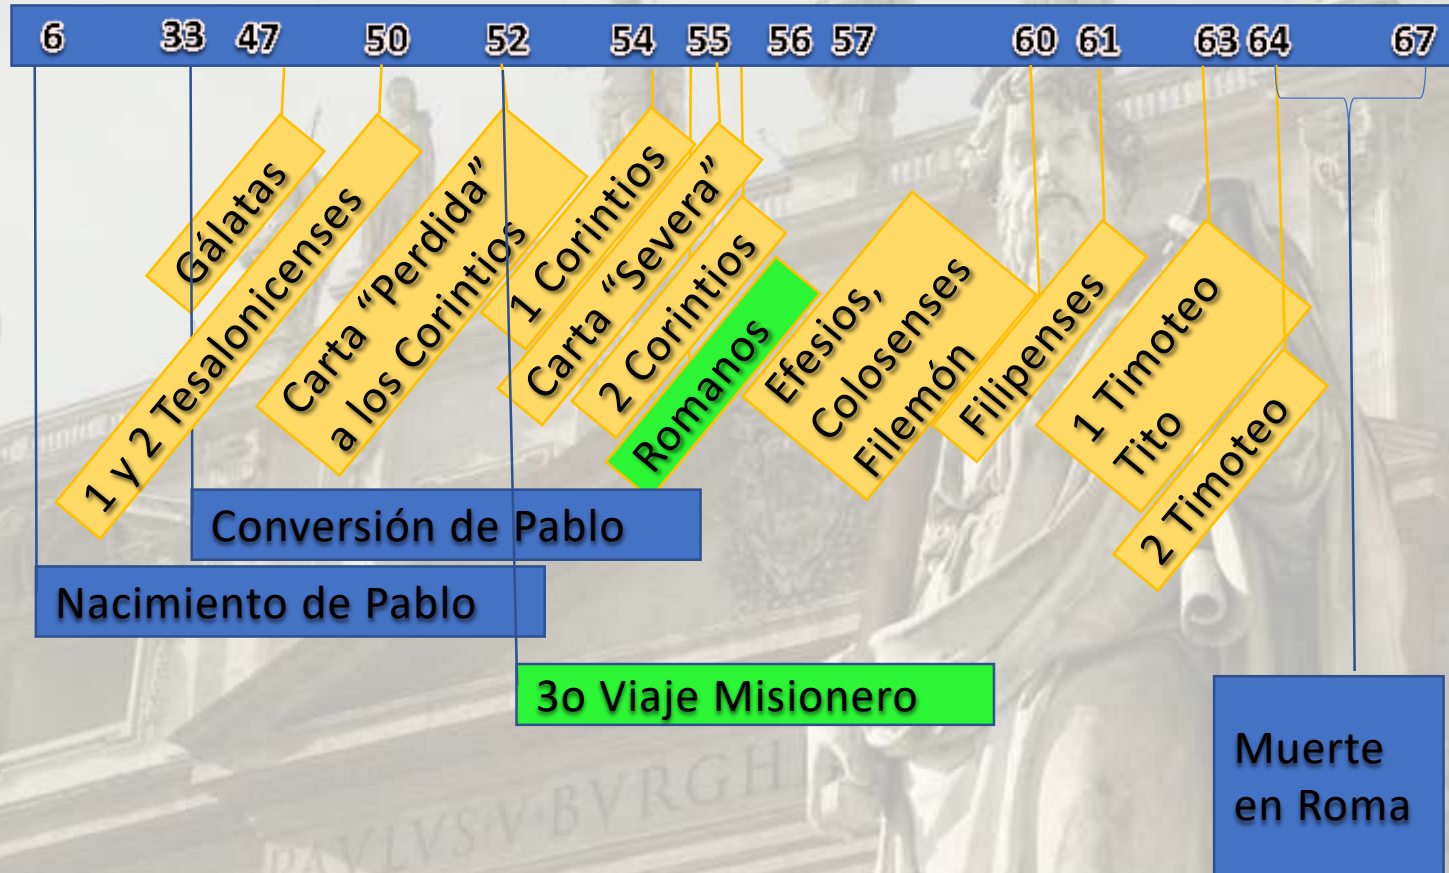 6 33 47 50 52 54 55 56 57 60 61 63 64 67
Gálatas
1 y 2 Tesalonicenses
Carta “Perdida”
a los Corintios
1 Corintios
Carta “Severa”
2 Corintios
Romanos
Efesios,
Colosenses
Filemón
Filipenses
1 Timoteo
Tito
2 Timoteo
Conversión de Pablo
Nacimiento de Pablo
3o Viaje Misionero
Muerte
en Roma
PAVLVS·V·BVRGH